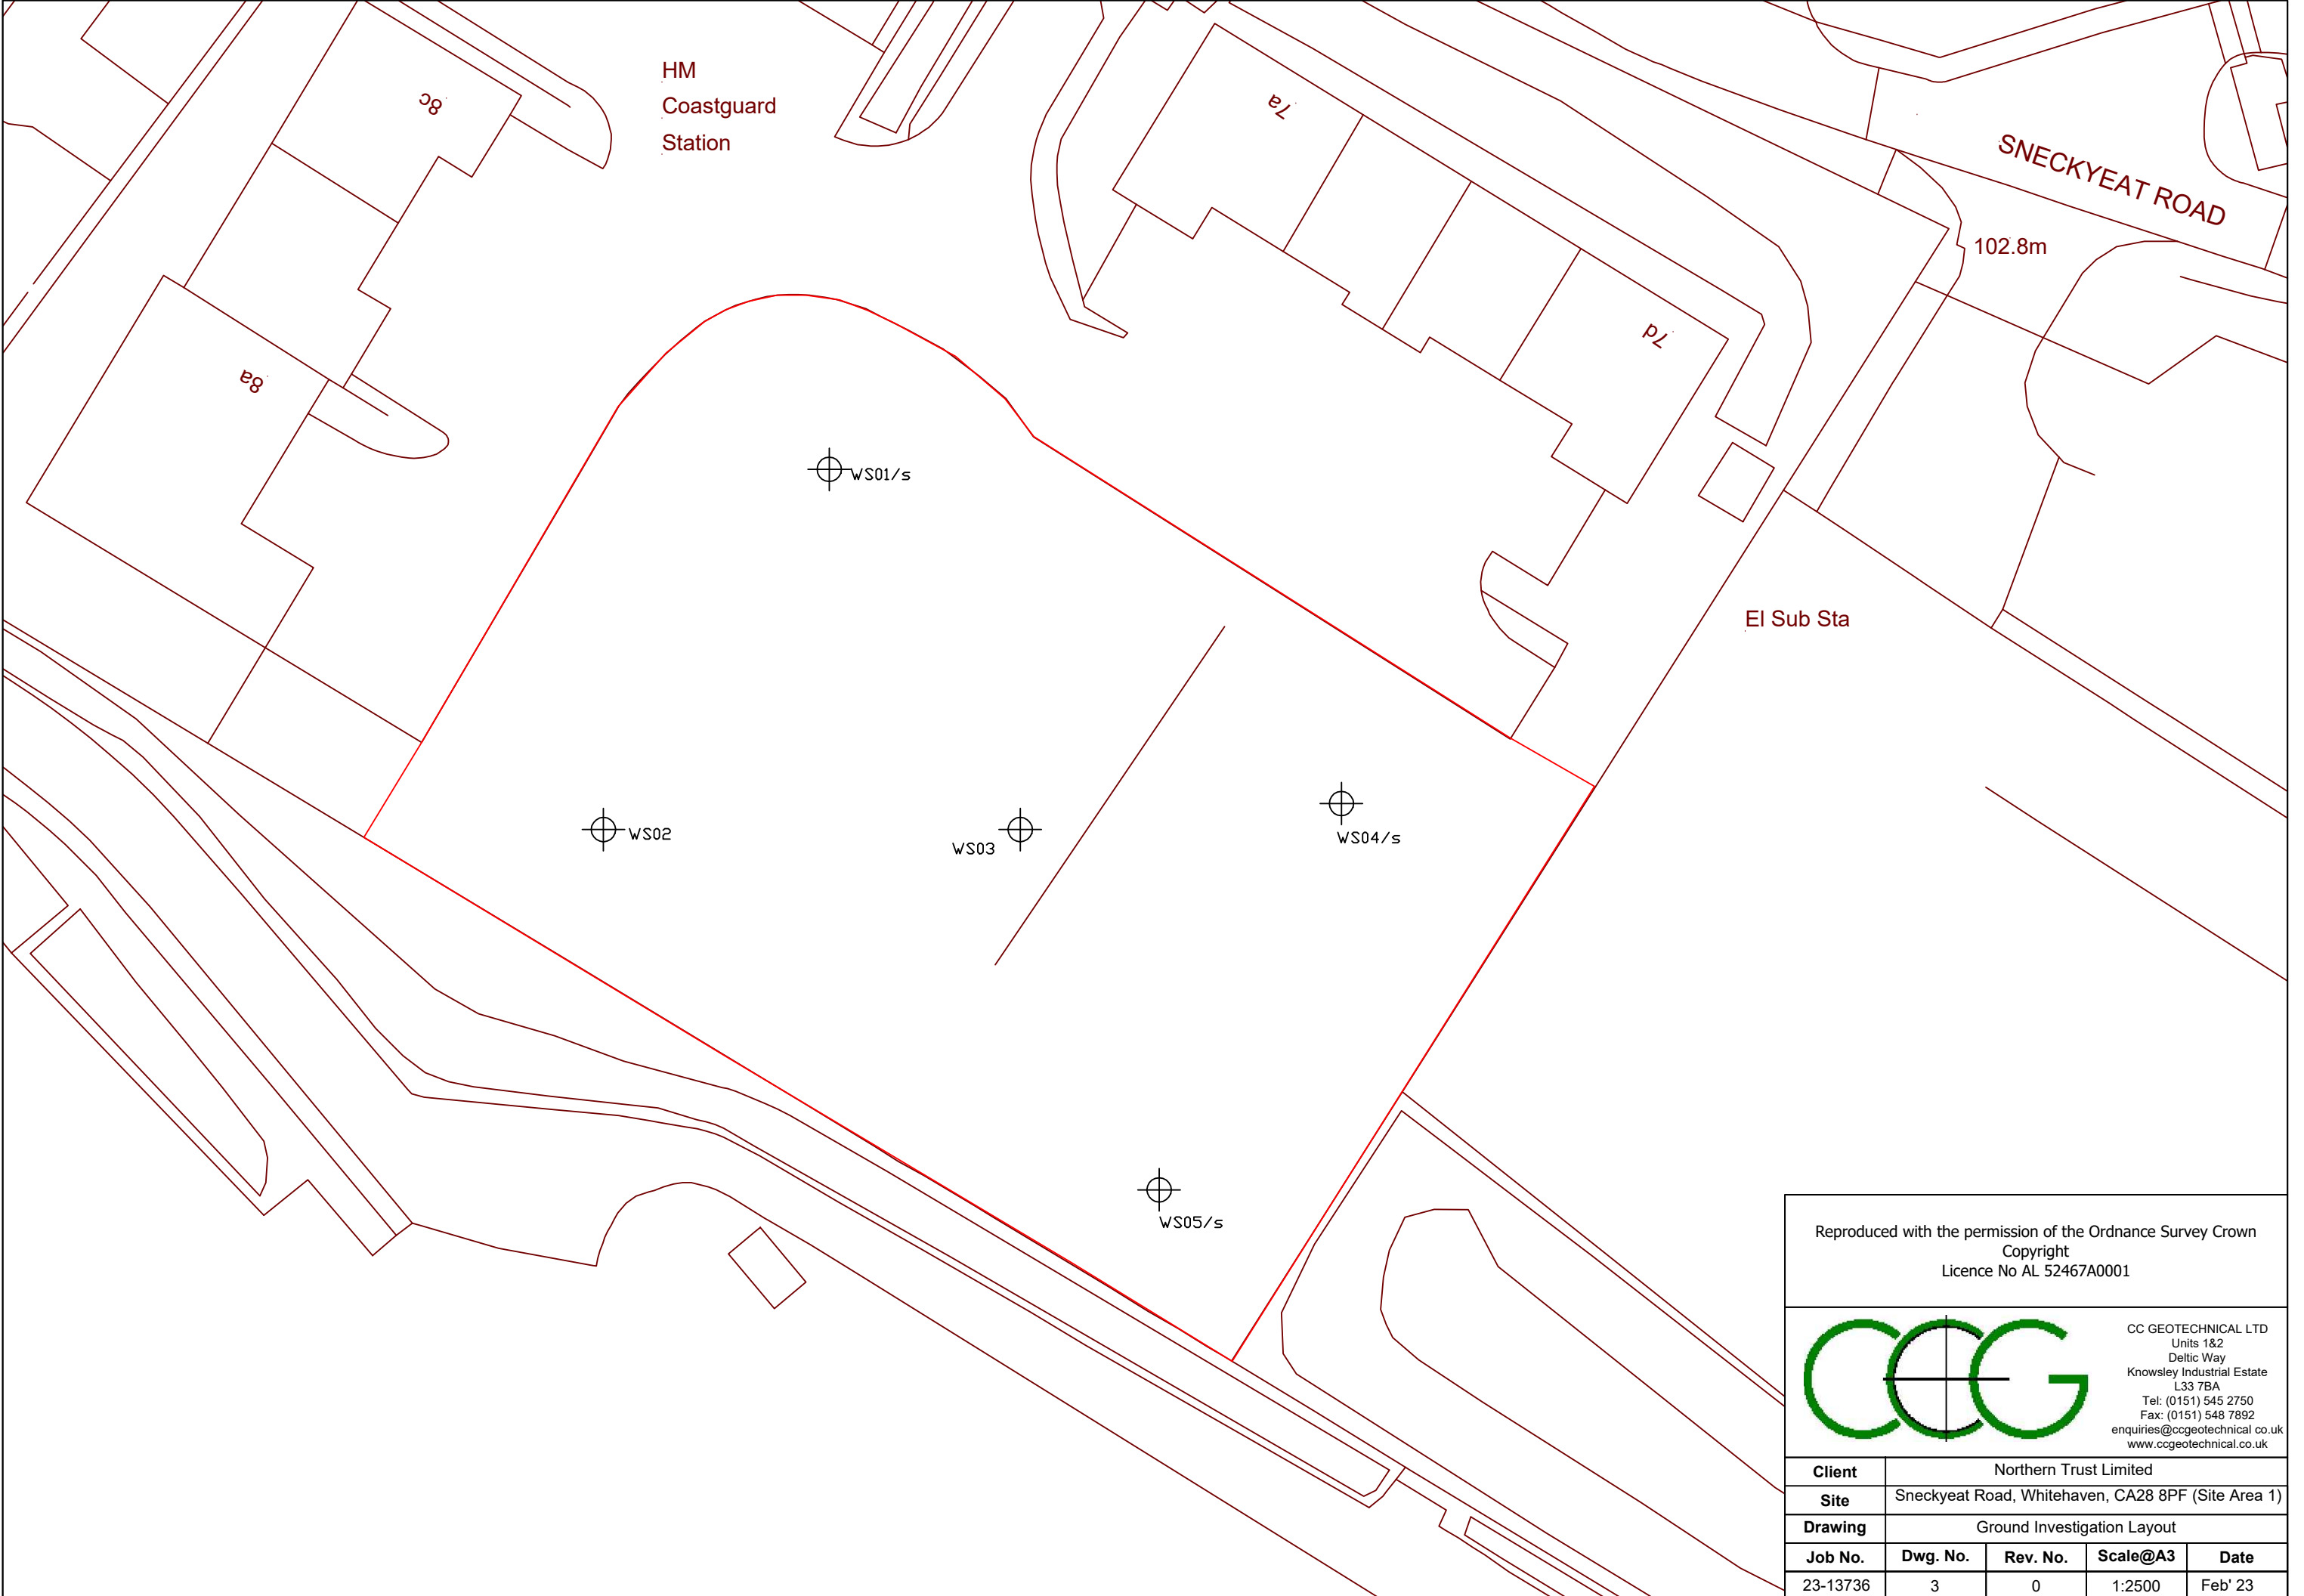 HM
Coastguard
Station
8c
7a
SNECKYEAT ROAD
102.8m
7d
8a
WS01/s
El Sub Sta
WS02
WS03
WS04/s
WS05/s
Reproduced with the permission of the Ordnance Survey Crown
Copyright
Licence No AL 52467A0001
CCG
CC GEOTECHNICAL LTD
Units 1&2
Deltic Way
Knowsley Industrial Estate
L33 7BA
Tel: (0151) 545 2750
Fax: (0151) 548 7892
enquiries@ccgeotechnical co.uk
www.ccgeotechnical.co.uk
Client Northern Trust Limited
Site Sneckyeat Road, Whitehaven, CA28 8PF (Site Area 1)
Drawing Ground Investigation Layout
Job No. Dwg. No. Rev. No. Scale@A3 Date
23-13736 3 0 1:2500 Feb' 23